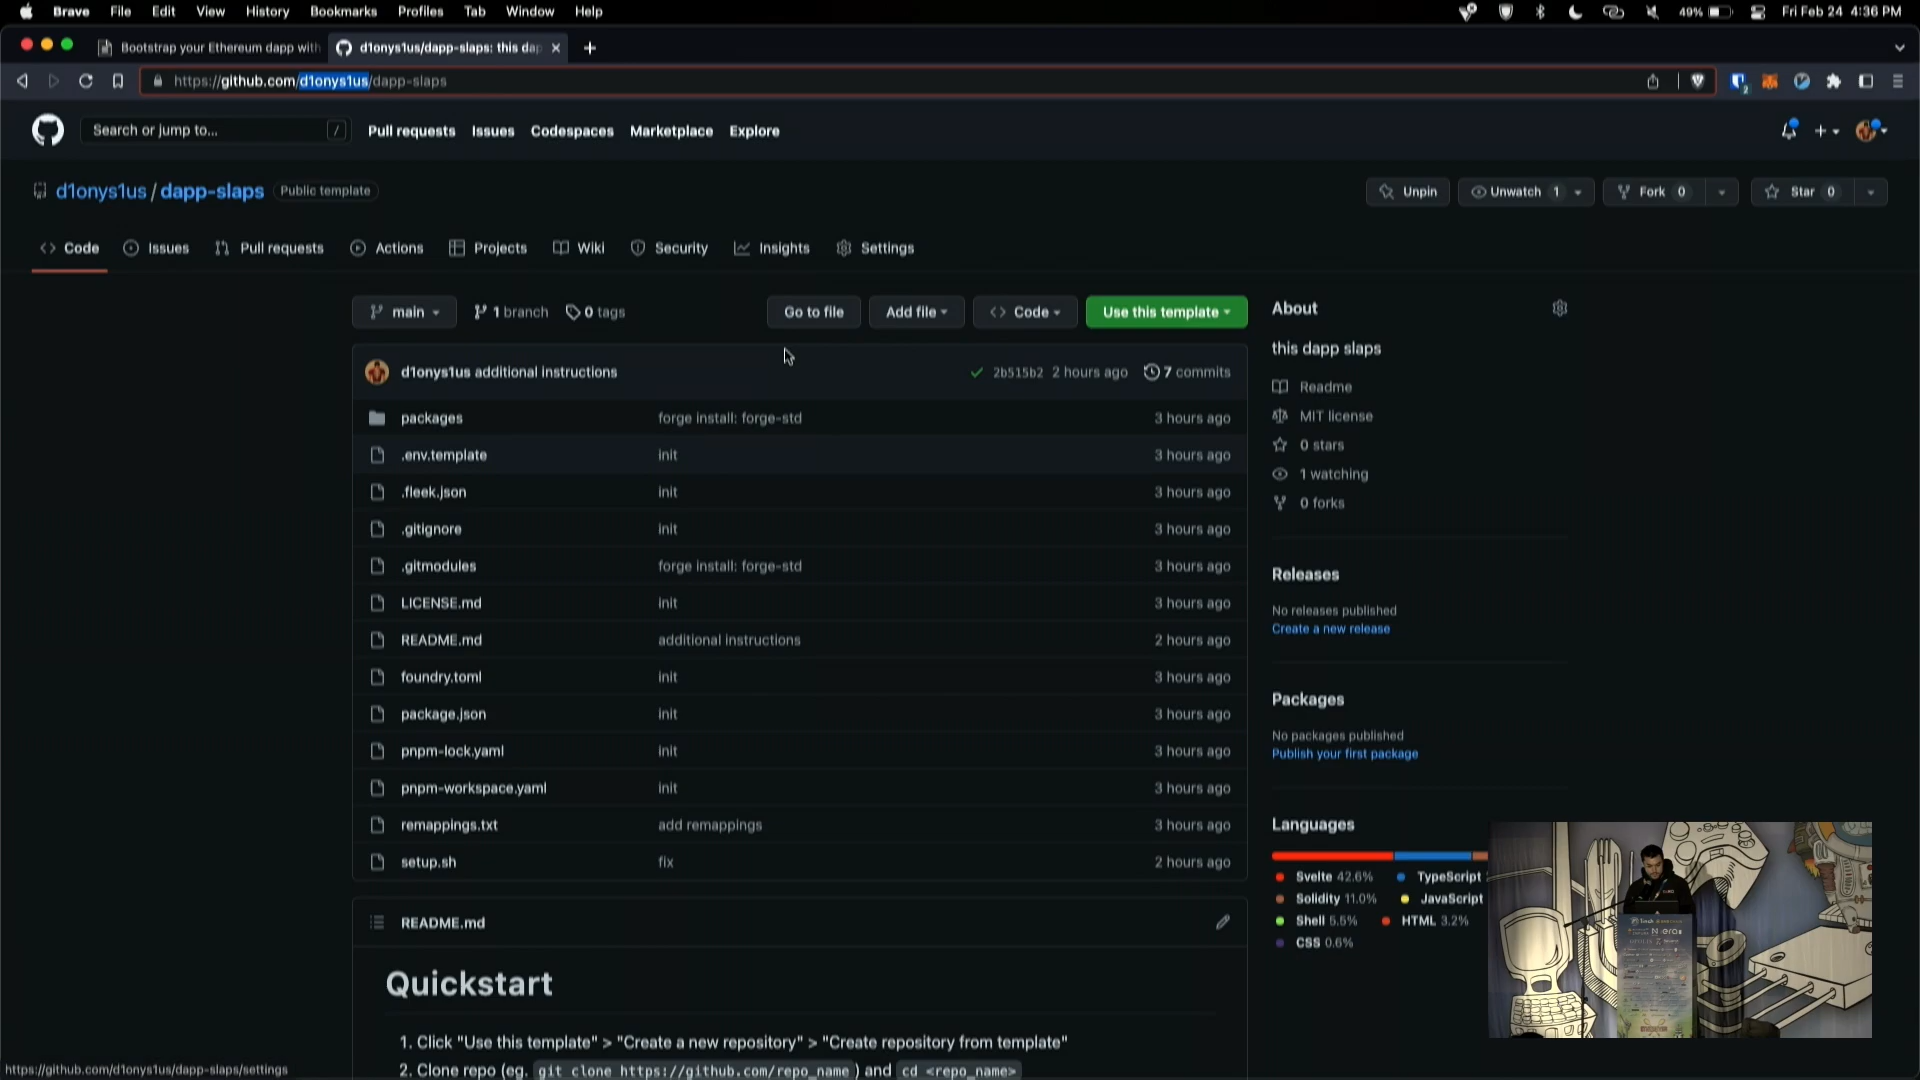 Brave File Edit View History Bookmarks Profiles Tab Window Help 49% Fri Feb 24 4:36 PM
Bootstrap your Ethereum dapp with d1onys1us/dapp-slaps: this dap
https://github.com/d1onys1us/dapp-slaps
2
Search or jump to... / Pull requests Issues Codespaces Marketplace Explore
d1onys1us / dapp-slaps Public template Unpin Unwatch 1 Fork 0 Star 0
Code Issues Pull requests Actions Projects Wiki Security Insights Settings
main 1 branch 0 tags Go to file Add file Code Use this template
d1onys1us additional instructions 2b515b2 2 hours ago 7 commits
packages forge install: forge-std 3 hours ago
.env.template init 3 hours ago
.fleek.json init 3 hours ago
.gitignore init 3 hours ago
.gitmodules forge install: forge-std 3 hours ago
LICENSE.md init 3 hours ago
README.md additional instructions 2 hours ago
foundry.toml init 3 hours ago
package.json init 3 hours ago
pnpm-lock.yaml init 3 hours ago
pnpm-workspace.yaml init 3 hours ago
remappings.txt add remappings 3 hours ago
setup.sh fix 2 hours ago
README.md
Quickstart
1. Click "Use this template" > "Create a new repository" > "Create repository from template"
2. Clone repo (eg. git clone https://github.com/repo_name ) and cd <repo_name>
About
this dapp slaps
Readme
MIT license
0 stars
1 watching
0 forks
Releases
No releases published
Create a new release
Packages
No packages published
Publish your first package
Languages
Svelte 42.6% TypeScript
Solidity 11.0% JavaScript
Shell 5.5% HTML 3.2%
CSS 0.6%
https://github.com/d1onys1us/dapp-slaps/settings